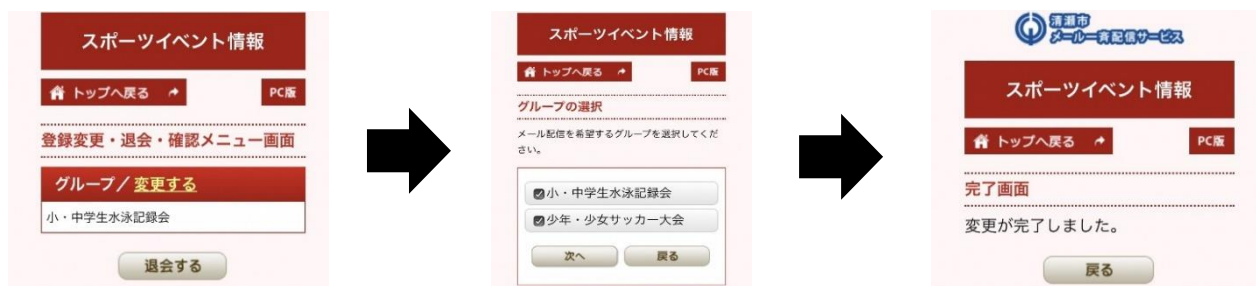 スポーツイベント情報
トップへ戻る
PC版
登録変更・退会・確認メニュー画面
グループ/変更する
小・中学生水泳記録会
退会する
スポーツイベント情報
トップへ戻る
PC版
グループの選択
メール配信を希望するグループを選択してくだ
さい。
小・中学生水泳記録会
少年・少女サッカー大会
次へ 戻る
清瀬市
メール一斉配信サービス
スポーツイベント情報
トップへ戻る
PC版
完了画面
変更が完了しました。
戻る